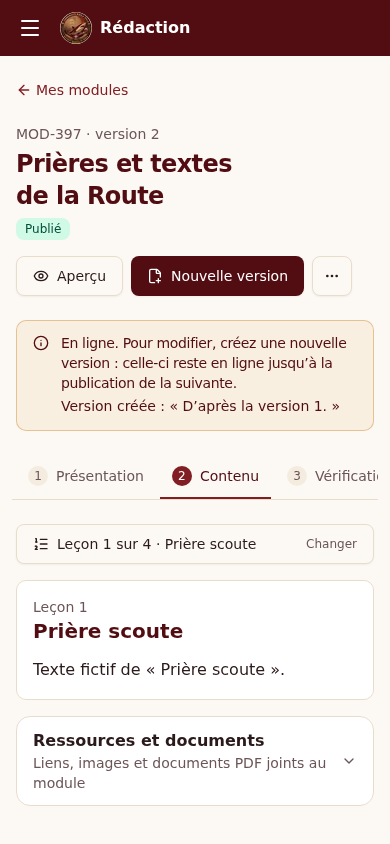 Rédaction
← Mes modules
MOD-397 · version 2
Prières et textes
de la Route
Publié
Aperçu
Nouvelle version
En ligne. Pour modifier, créez une nouvelle
version : celle-ci reste en ligne jusqu’à la
publication de la suivante.
Version créée : « D’après la version 1. »
1 Présentation 2 Contenu 3 Vérificatio
Leçon 1 sur 4 · Prière scoute Changer
Leçon 1
Prière scoute
Texte fictif de « Prière scoute ».
Ressources et documents
Liens, images et documents PDF joints au
module